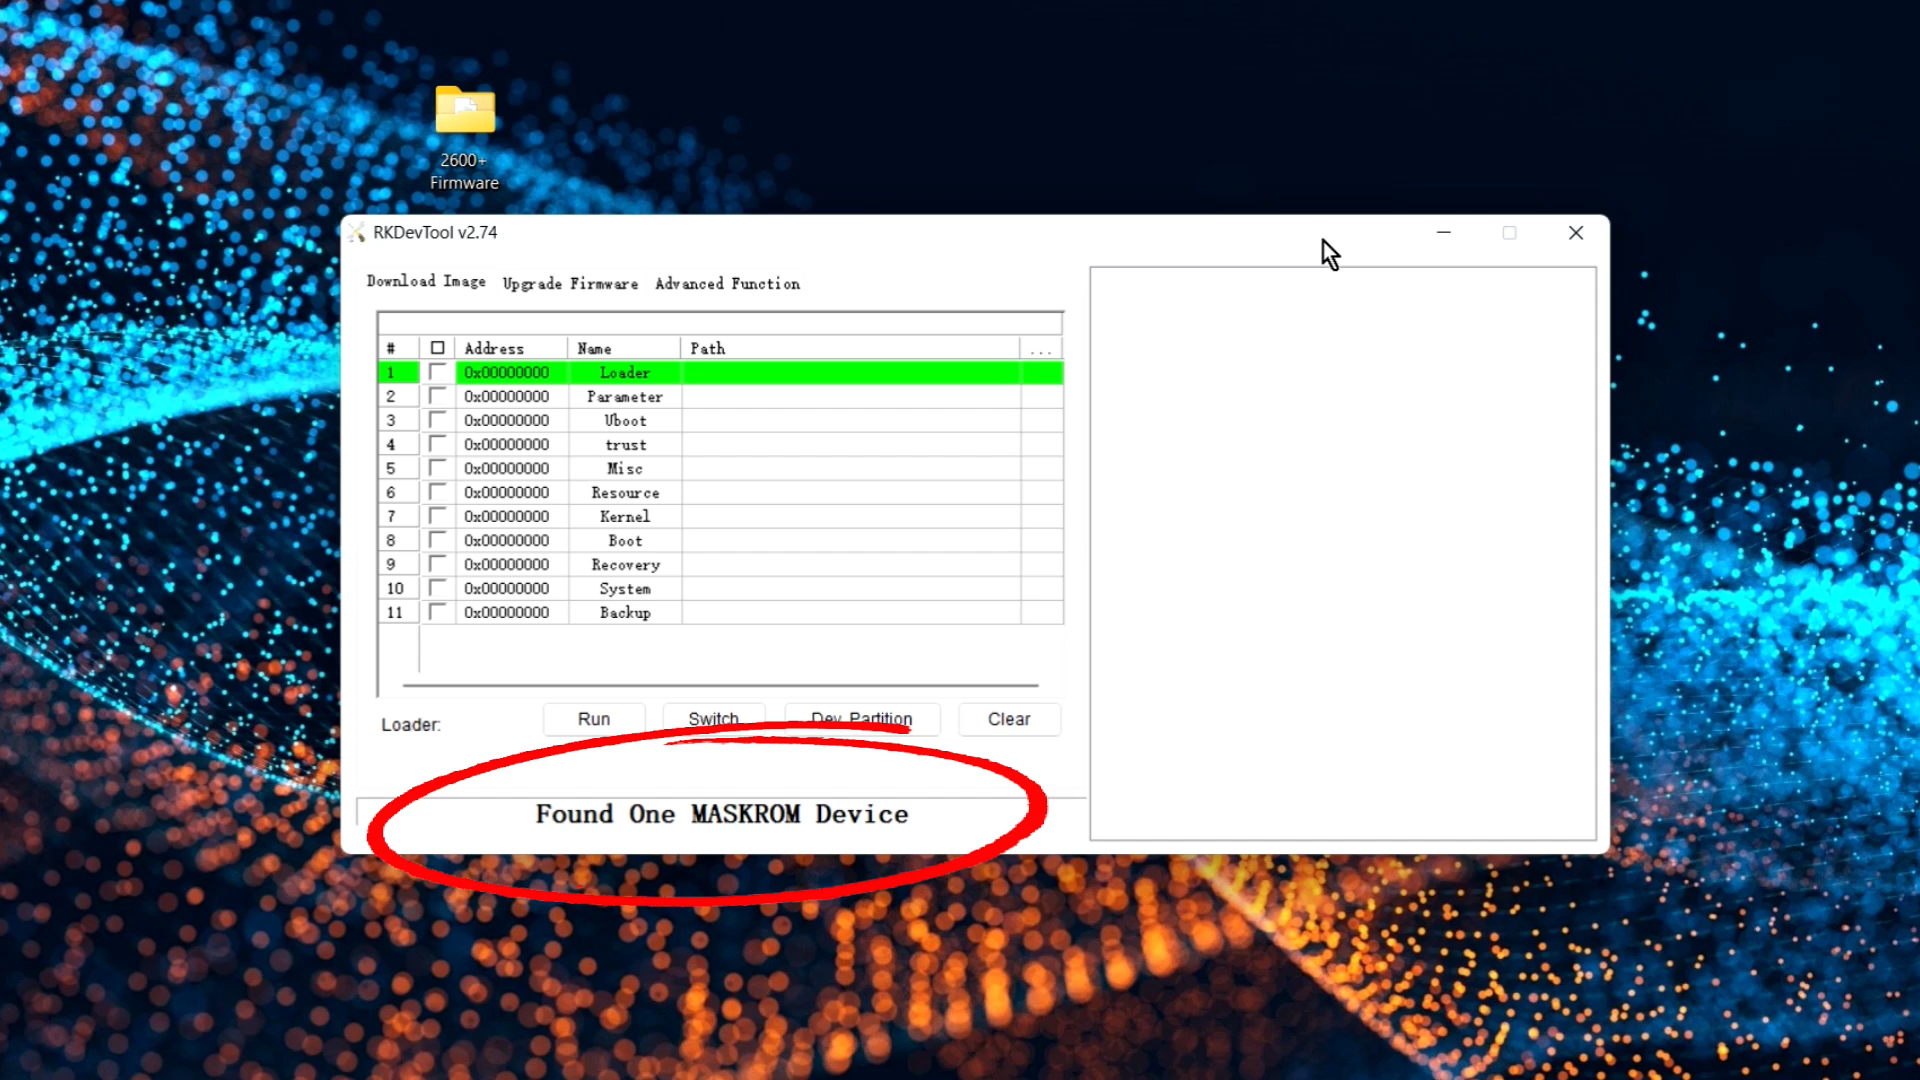 2600+
Firmware
RKDevTool v2.74
Download Image Upgrade Firmware Advanced Function
# Address Name Path ...
1 0x00000000 Loader
2 0x00000000 Parameter
3 0x00000000 Uboot
4 0x00000000 trust
5 0x00000000 Misc
6 0x00000000 Resource
7 0x00000000 Kernel
8 0x00000000 Boot
9 0x00000000 Recovery
10 0x00000000 System
11 0x00000000 Backup
Loader: Run Switch Dev Partition Clear
Found One MASKROM Device